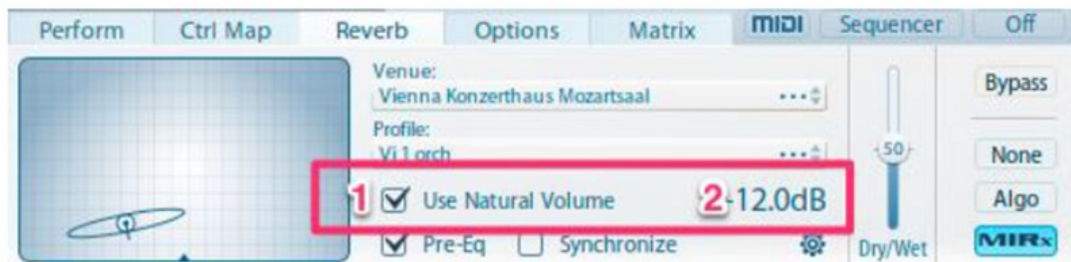 Perform Ctrl Map Reverb Options Matrix MIDI Sequencer Off
Venue:
Vienna Konzerthaus Mozartsaal
Bypass
Profile:
Vi 1 orch
50
None
1 Use Natural Volume 2 -12.0dB
Algo
Pre-Eq Synchronize
Dry/Wet
MIRx